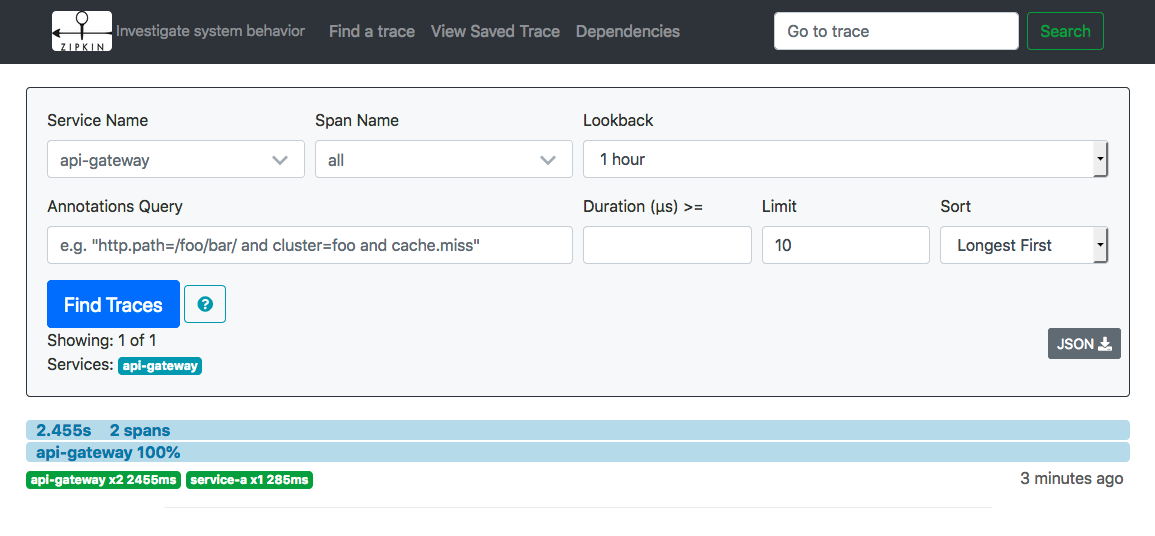 ZIPKIN Investigate system behavior Find a trace View Saved Trace Dependencies Go to trace Search
Service Name Span Name Lookback
api-gateway all 1 hour
Annotations Query Duration (μs) >= Limit Sort
e.g. "http.path=/foo/bar/ and cluster=foo and cache.miss" 10 Longest First
Find Traces ?
Showing: 1 of 1
JSON
Services: api-gateway
2.455s 2 spans
api-gateway 100%
api-gateway x2 2455ms service-a x1 285ms 3 minutes ago